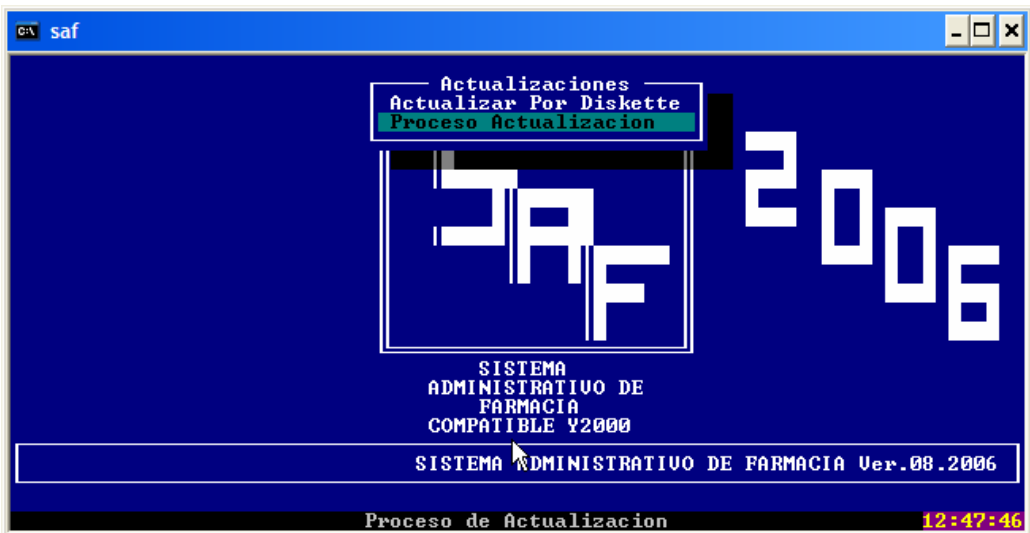 saf
Actualizaciones
Actualizar Por Diskette
Proceso Actualizacion
SAF
2006
SISTEMA
ADMINISTRATIVO DE
FARMACIA
COMPATIBLE Y2000
SISTEMA ADMINISTRATIVO DE FARMACIA Ver.08.2006
Proceso de Actualizacion
12:47:46